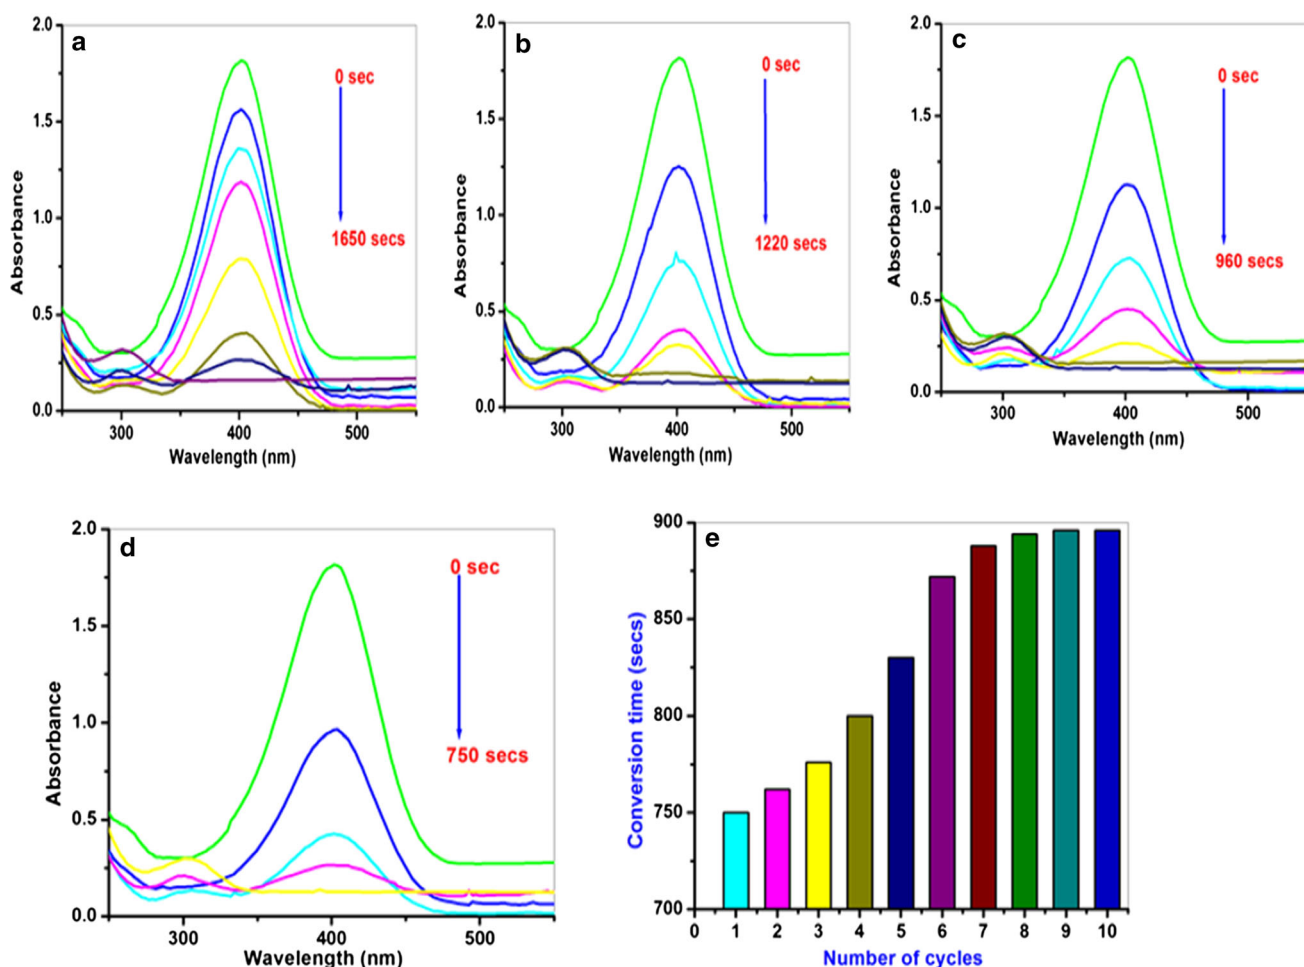 a
2.0
1.5
1.0
0.5
0.0
300 400 500
Absorbance
Wavelength (nm)
0 sec
1650 secs
b
2.0
1.5
1.0
0.5
0.0
300 400 500
Absorbance
Wavelength (nm)
0 sec
1220 secs
c
2.0
1.5
1.0
0.5
0.0
300 400 500
Absorbance
Wavelength (nm)
0 sec
960 secs
d
2.0
1.5
1.0
0.5
0.0
300 400 500
Absorbance
Wavelength (nm)
0 sec
750 secs
e
900
850
800
750
700
0 1 2 3 4 5 6 7 8 9 10
Conversion time (secs)
Number of cycles